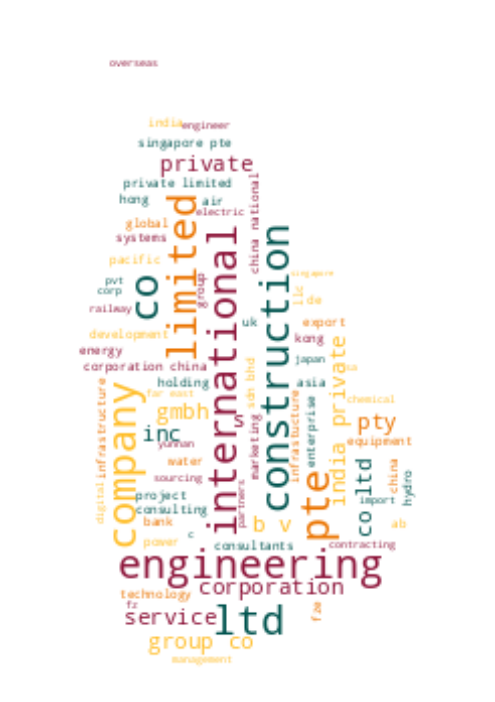 overseas
india
engineer
singapore pte
private
private limited
hong
air
electric
global
systems
limited
china national
pacific
international
construction
singapore
pvt
corp
co
group
llc
de
railway
uk
export
development
kong
energy
japan
corporation china
india private
sa
holding
sdn bhd
asia
far east
infrastructure
company
gmbh
s
infrastucture
enterprise
chemical
pty
inc
marketing
equipment
yunnan
water
sourcing
partners
pte
co ltd
china
hydro
digital
project
import
consulting
bank
b v
ab
c
power
consultants
contracting
engineering
corporation
technology
fz
fze
service
ltd
group co
management